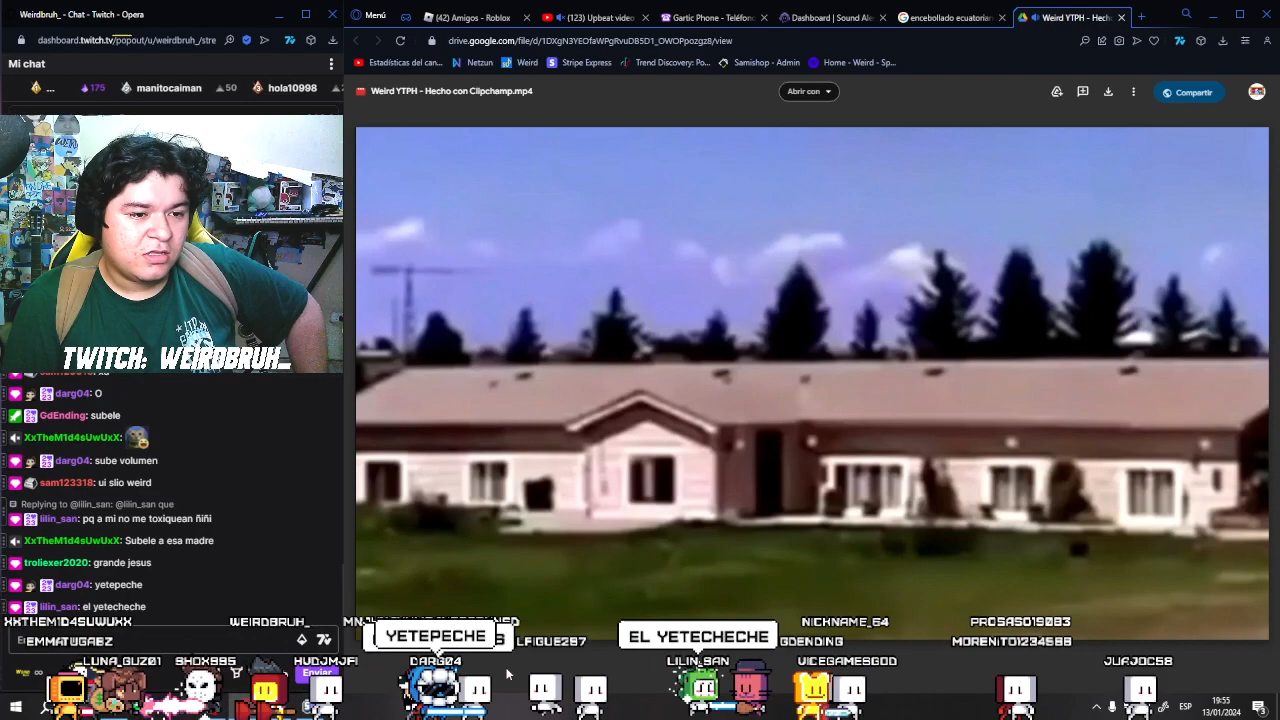 Weirdbruh_ - Chat - Twitch - Opera
dashboard.twitch.tv/popout/u/weirdbruh_/stre
Mi chat
... 175 manitocaiman 50 hola10998
TWITCH: WEIRDBRUH_
darg04: O
GdEnding: subele
XxTheM1d4sUwUxX:
darg04: sube volumen
sam123318: ui slio weird
Replying to @lilin_san: @lilin_san que
lilin_san: pq a mi no me toxiquean ñiñi
XxTheM1d4sUwUxX: Subele a esa madre
troliexer2020: grande jesus
darg04: yetepeche
lilin_san: el yetecheche
Enviar
Menú
(42) Amigos - Roblox
(123) Upbeat video
Gartic Phone - Teléfono
Dashboard | Sound Ale
encebollado ecuatorian
Weird YTPH - Hech
drive.google.com/file/d/1DXgN3YEOfaWPgRvuDB5D1_OWOPpozgz8/view
Estadísticas del can...
Netzun
Weird
Stripe Express
Trend Discovery: Po...
Samishop - Admin
Home - Weird - Sp...
Weird YTPH - Hecho con Clipchamp.mp4
Abrir con
Compartir
XXTHEM1D4SUWUXX
WEIRDBRUH_
NICKNAME_64
PROSAS019083
EMMATUGABZ
YETEPECHE
LFIGUE297
EL YETECHECHE
GDENDING
MORENITO1234566
LUNA_GUZ01
SHOX995
HVDJMJFI
DARG04
LILIN_SAN
VICEGAMESGOD
JUAJOC58
ESP
19:55
13/01/2024